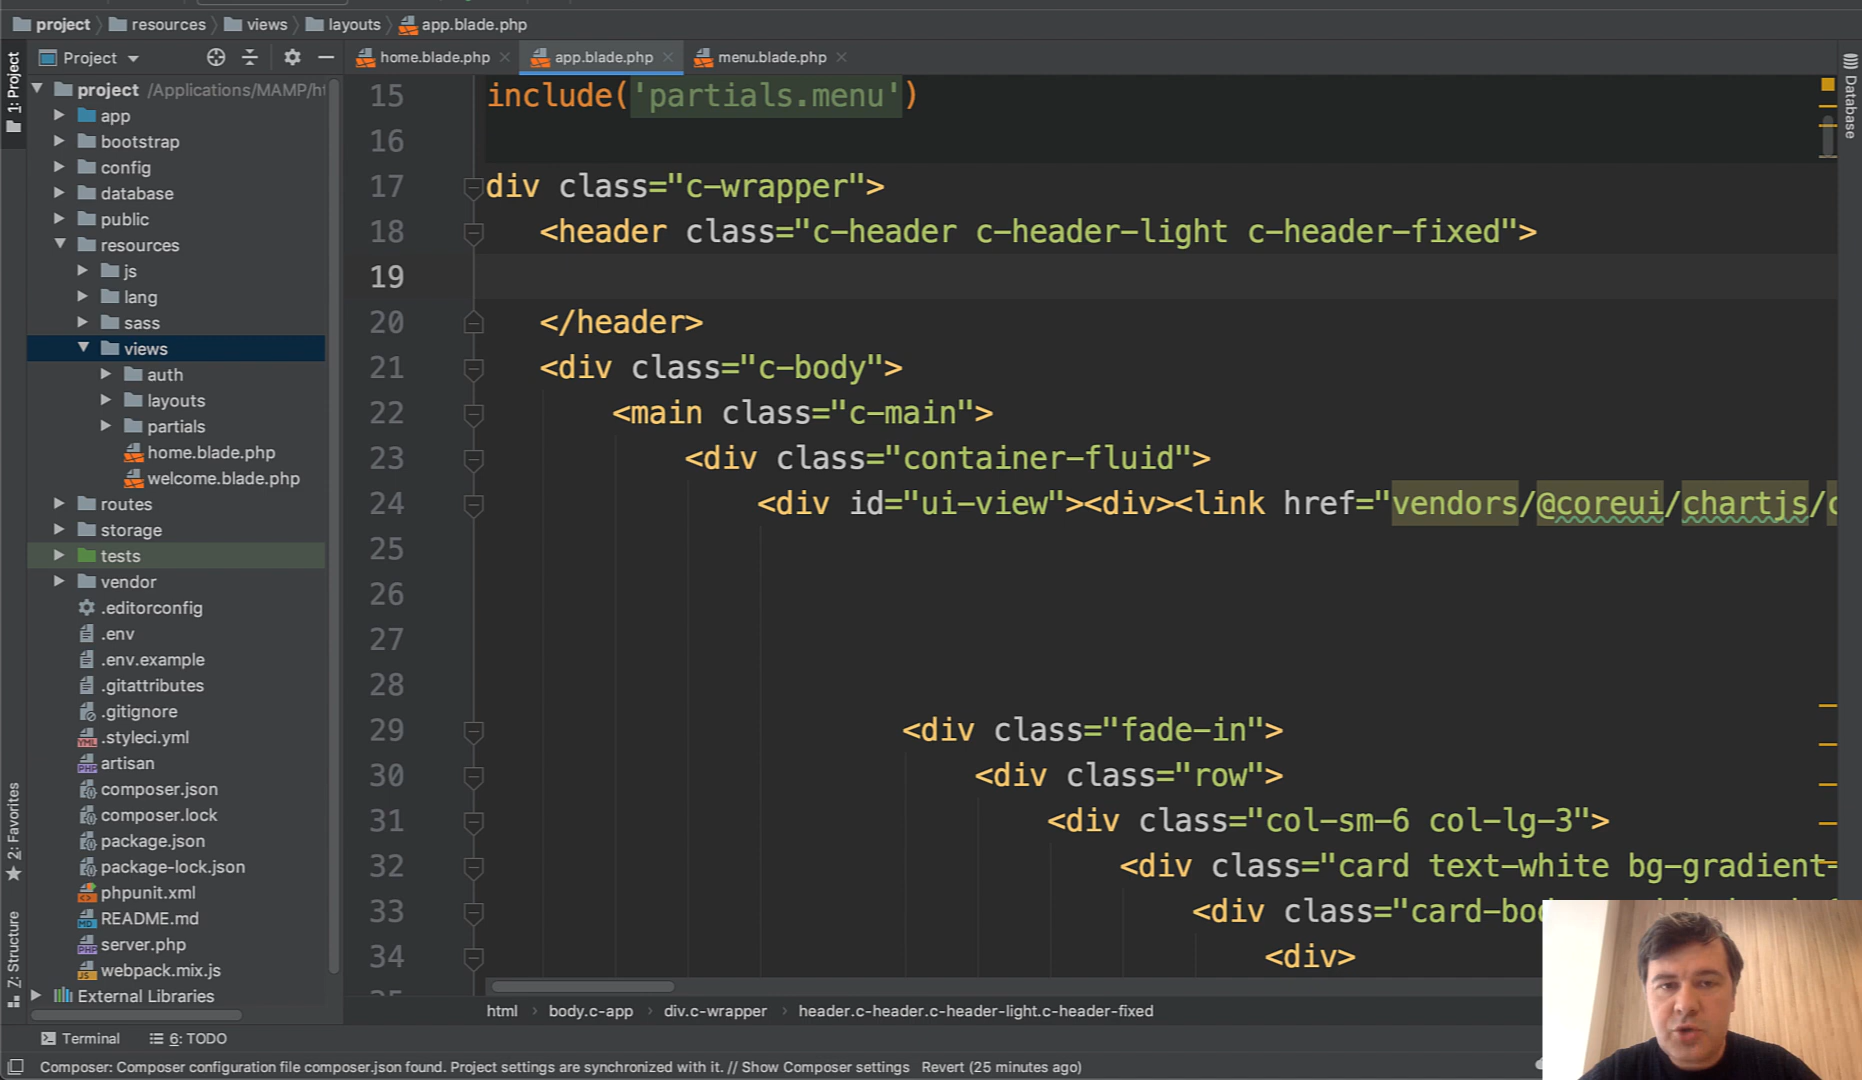 project resources views layouts app.blade.php
1: Project
Project
home.blade.php app.blade.php menu.blade.php
Database
project /Applications/MAMP/ht
app
bootstrap
config
database
public
resources
js
lang
sass
views
auth
layouts
partials
home.blade.php
welcome.blade.php
routes
storage
tests
vendor
.editorconfig
.env
.env.example
.gitattributes
.gitignore
.styleci.yml
artisan
composer.json
composer.lock
package.json
package-lock.json
phpunit.xml
README.md
server.php
webpack.mix.js
External Libraries
2: Favorites
Z: Structure
15 include('partials.menu')
16
17 div class="c-wrapper">
18 <header class="c-header c-header-light c-header-fixed">
19
20 </header>
21 <div class="c-body">
22 <main class="c-main">
23 <div class="container-fluid">
24 <div id="ui-view"><div><link href="vendors/@coreui/chartjs/c
25
26
27
28
29 <div class="fade-in">
30 <div class="row">
31 <div class="col-sm-6 col-lg-3">
32 <div class="card text-white bg-gradient-
33 <div class="card-bod
34 <div>
html body.c-app div.c-wrapper header.c-header.c-header-light.c-header-fixed
Terminal 6: TODO
Composer: Composer configuration file composer.json found. Project settings are synchronized with it. // Show Composer settings Revert (25 minutes ago)